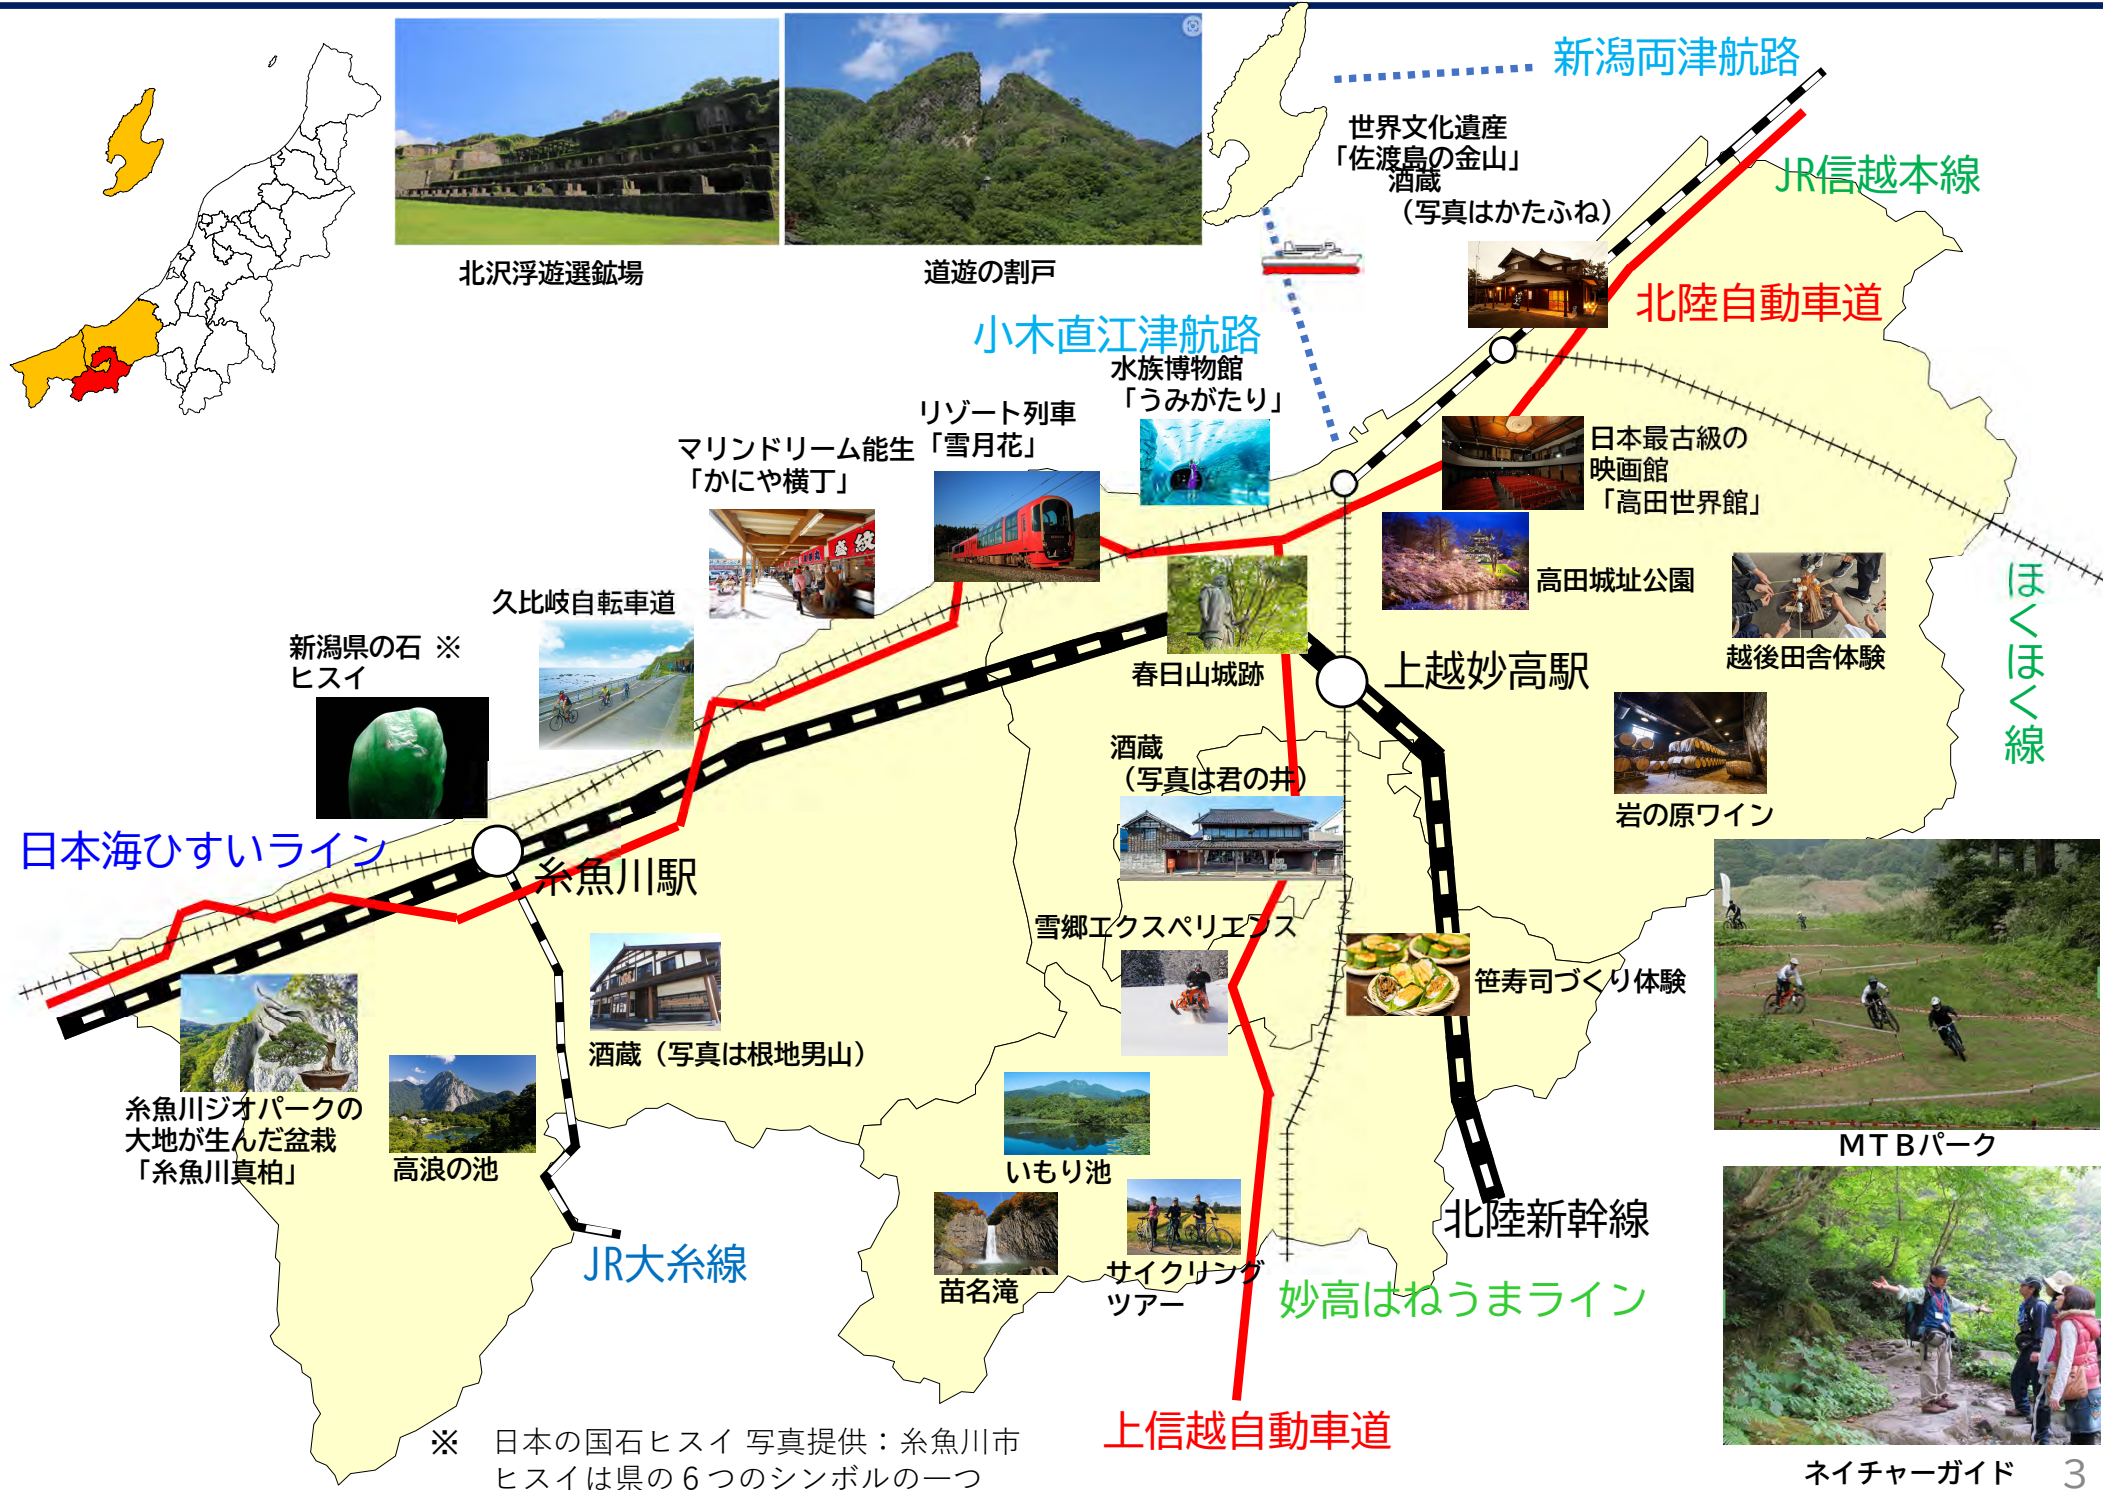 新潟両津航路
世界文化遺産
「佐渡島の金山」
酒蔵
（写真はかたふね）
JR信越本線
北沢浮遊選鉱場
道遊の割戸
北陸自動車道
小木直江津航路
水族博物館
「うみがたり」
リゾート列車
「雪月花」
マリンドリーム能生
「かにや横丁」
日本最古級の
映画館
「高田世界館」
久比岐自転車道
高田城址公園
ほくほく線
新潟県の石 ※
ヒスイ
春日山城跡
上越妙高駅
越後田舎体験
酒蔵
（写真は君の井）
岩の原ワイン
日本海ひすいライン
糸魚川駅
雪郷エクスペリエンス
笹寿司づくり体験
酒蔵（写真は根地男山）
糸魚川ジオパークの
大地が生んだ盆栽
「糸魚川真柏」
高浪の池
いもり池
MTBパーク
北陸新幹線
JR大糸線
苗名滝
サイクリング
ツアー
妙高はねうまライン
上信越自動車道
※ 日本の国石ヒスイ 写真提供：糸魚川市
ヒスイは県の６つのシンボルの一つ
ネイチャーガイド
3